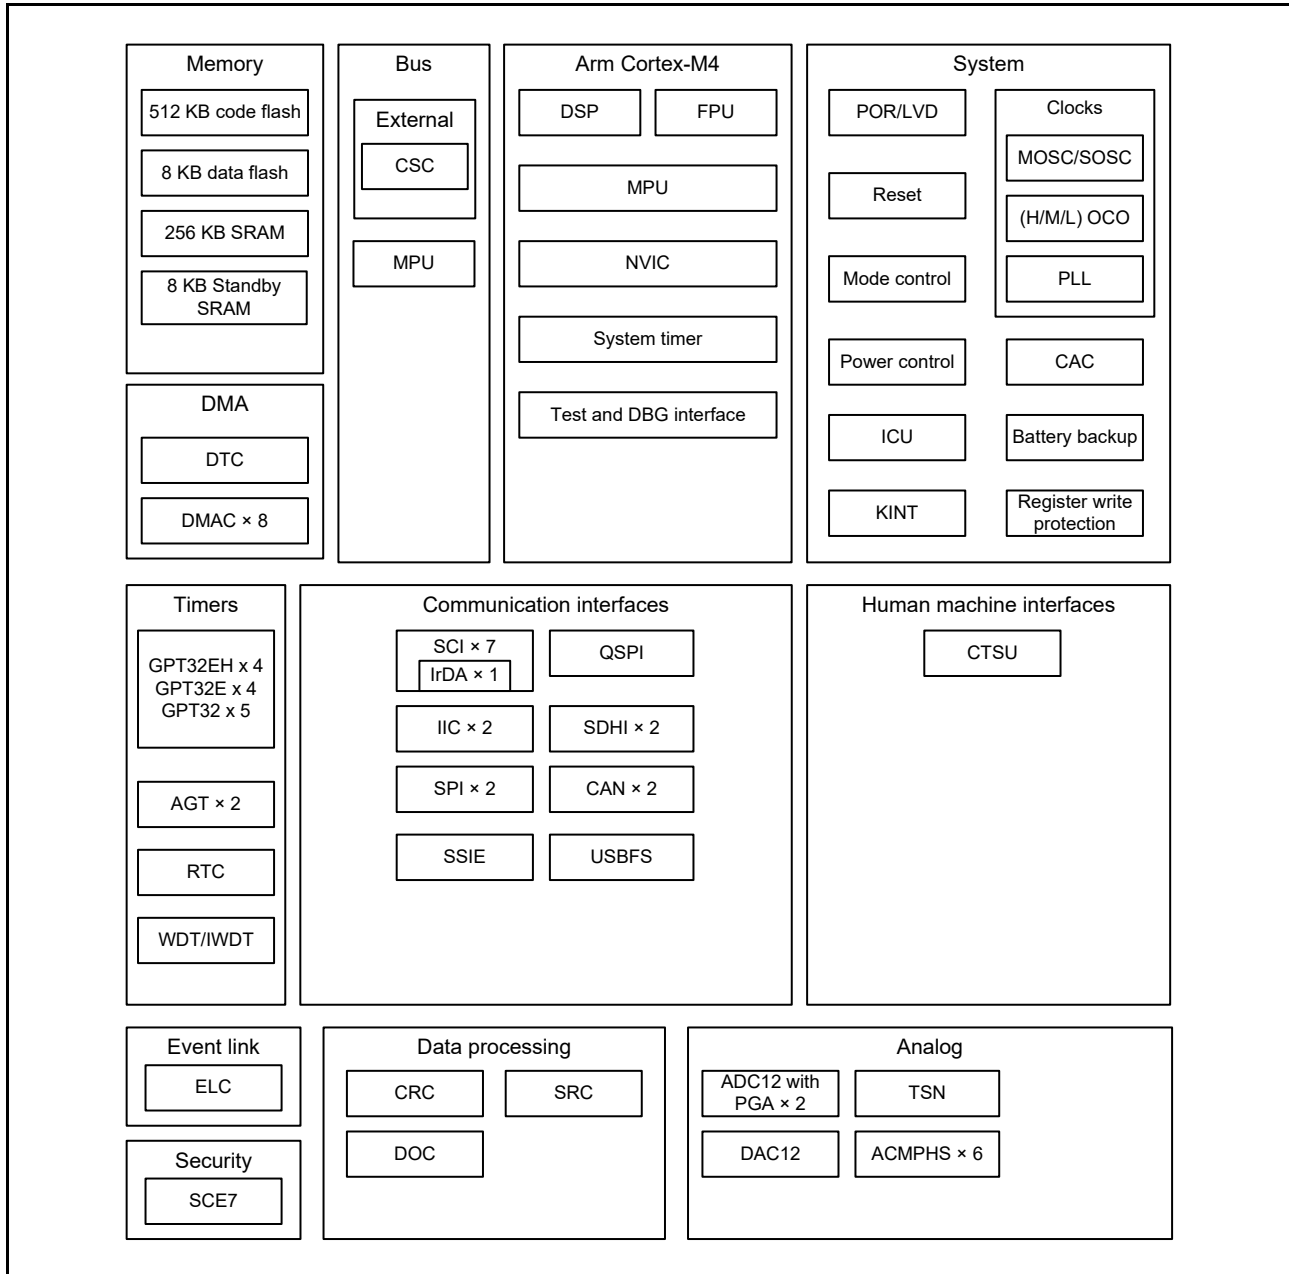 Memory
512 KB code flash
8 KB data flash
256 KB SRAM
8 KB Standby
SRAM
DMA
DTC
DMAC × 8
Bus
External
CSC
MPU
Arm Cortex-M4
DSP
FPU
MPU
NVIC
System timer
Test and DBG interface
System
POR/LVD
Reset
Mode control
Power control
ICU
KINT
Clocks
MOSC/SOSC
(H/M/L) OCO
PLL
CAC
Battery backup
Register write
protection
Timers
GPT32EH x 4
GPT32E x 4
GPT32 x 5
AGT × 2
RTC
WDT/IWDT
Communication interfaces
SCI × 7
IrDA × 1
QSPI
IIC × 2
SDHI × 2
SPI × 2
CAN × 2
SSIE
USBFS
Human machine interfaces
CTSU
Event link
ELC
Security
SCE7
Data processing
CRC
SRC
DOC
Analog
ADC12 with
PGA × 2
TSN
DAC12
ACMPHS × 6